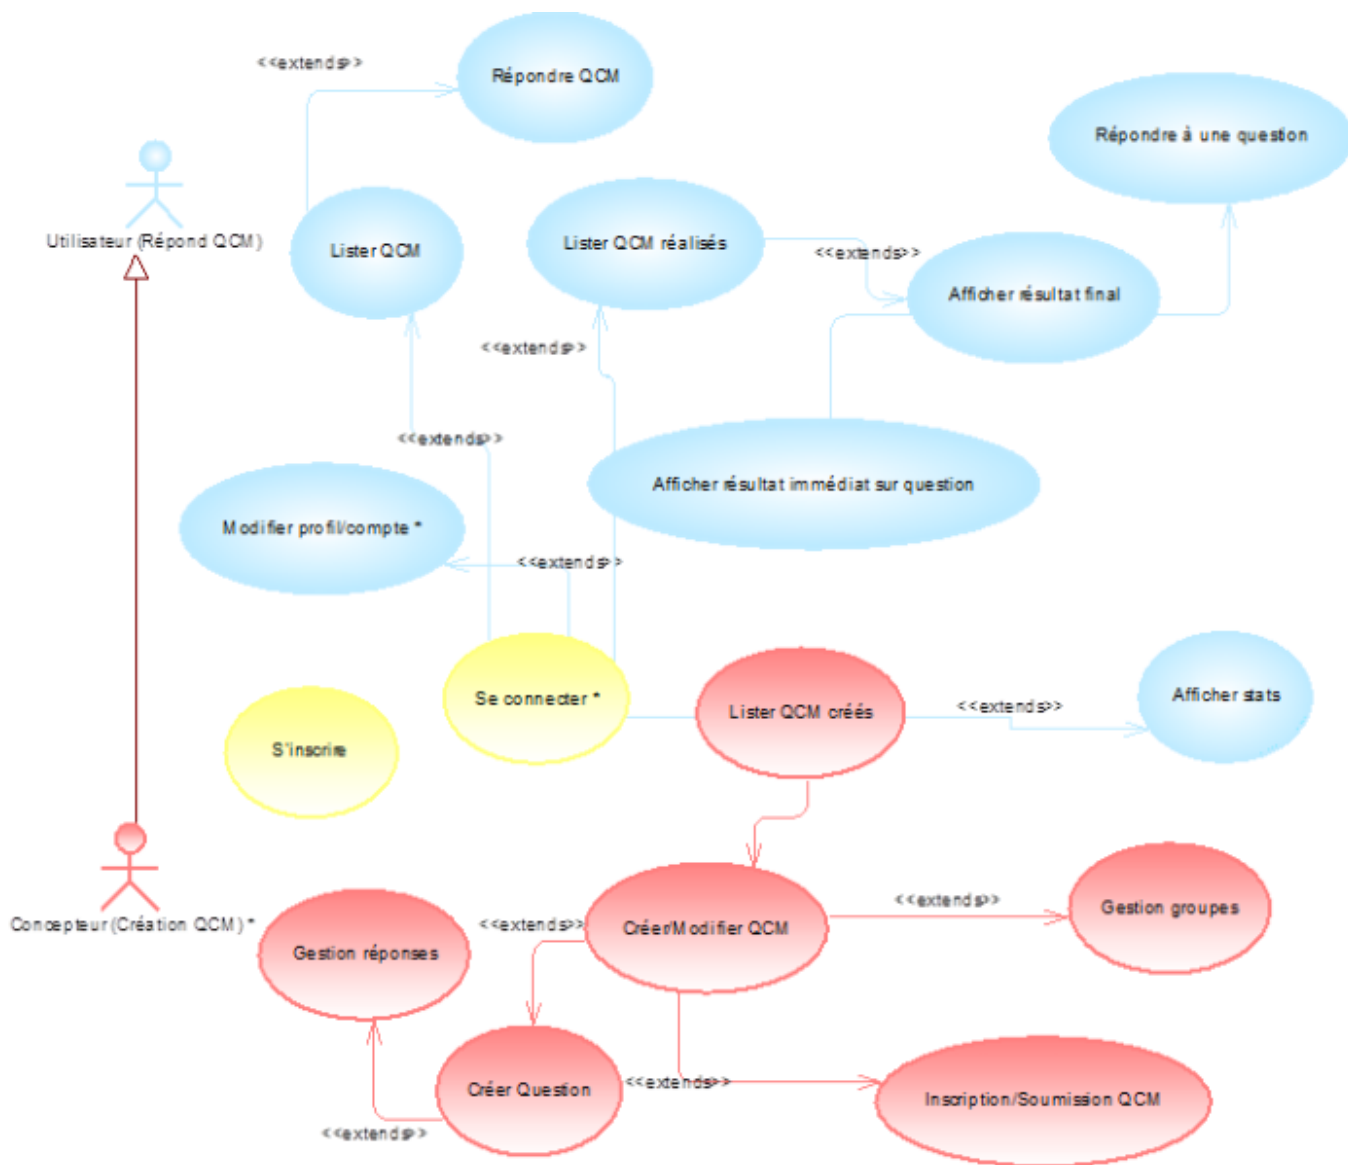 <<extends>>
Répondre QCM
Répondre à une question
Utilisateur (Répond QCM)
Lister QCM
Lister QCM réalisés
<<extends>>
Afficher résultat final
<<extends>>
<<extends>>
Afficher résultat immédiat sur question
Modifier profil/compte *
<<extends>>
Se connecter *
Lister QCM créés
<<extends>>
Afficher stats
S'inscrire
Concepteur (Création QCM) *
Gestion réponses
<<extends>>
Créer/Modifier QCM
<<extends>>
Gestion groupes
Créer Question
<<extends>>
Inscription/Soumission QCM
<<extends>>